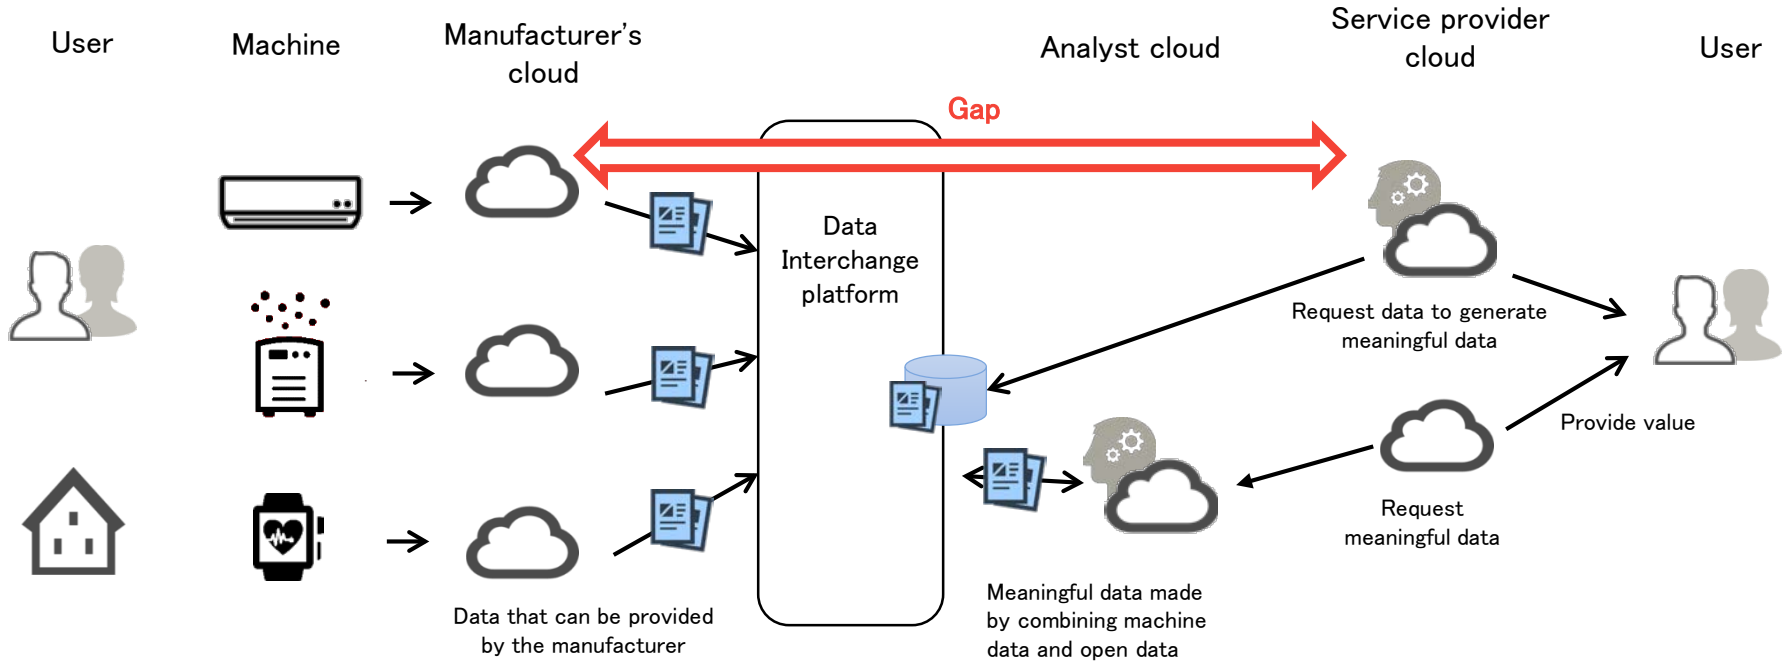 User
Machine
Manufacturer's
cloud
Analyst cloud
Service provider
cloud
User
Gap
Data
Interchange
platform
Request data to generate
meaningful data
Provide value
Request
meaningful data
Data that can be provided
by the manufacturer
Meaningful data made
by combining machine
data and open data